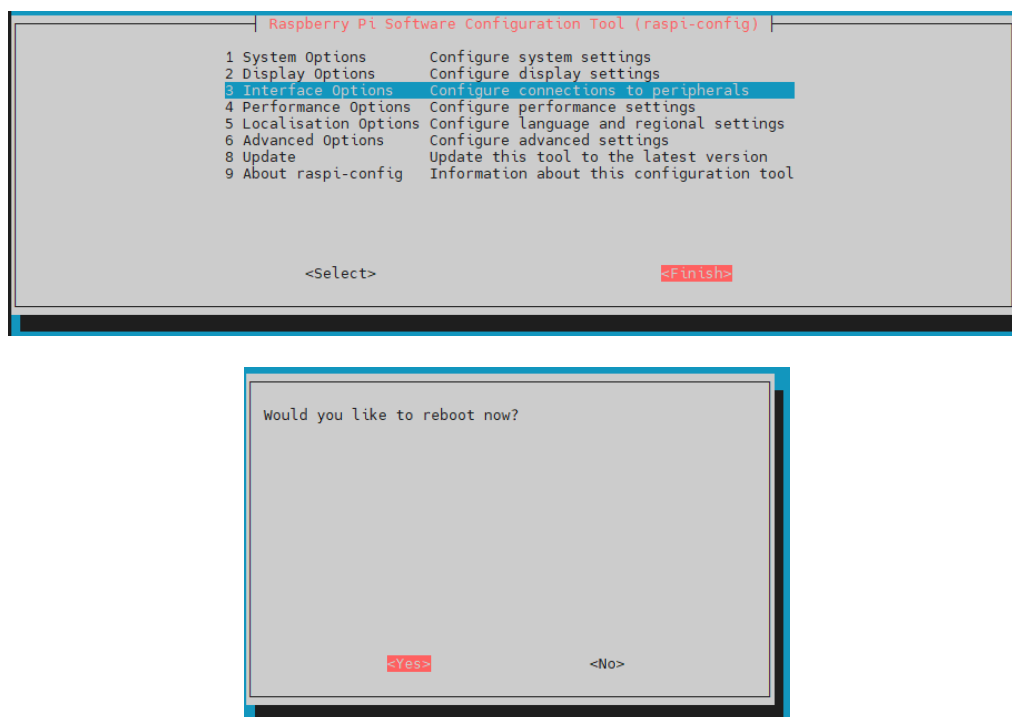 Raspberry Pi Software Configuration Tool (raspi-config)
1 System Options Configure system settings
2 Display Options Configure display settings
3 Interface Options Configure connections to peripherals
4 Performance Options Configure performance settings
5 Localisation Options Configure language and regional settings
6 Advanced Options Configure advanced settings
8 Update Update this tool to the latest version
9 About raspi-config Information about this configuration tool
<Select> <Finish>
Would you like to reboot now?
<Yes> <No>